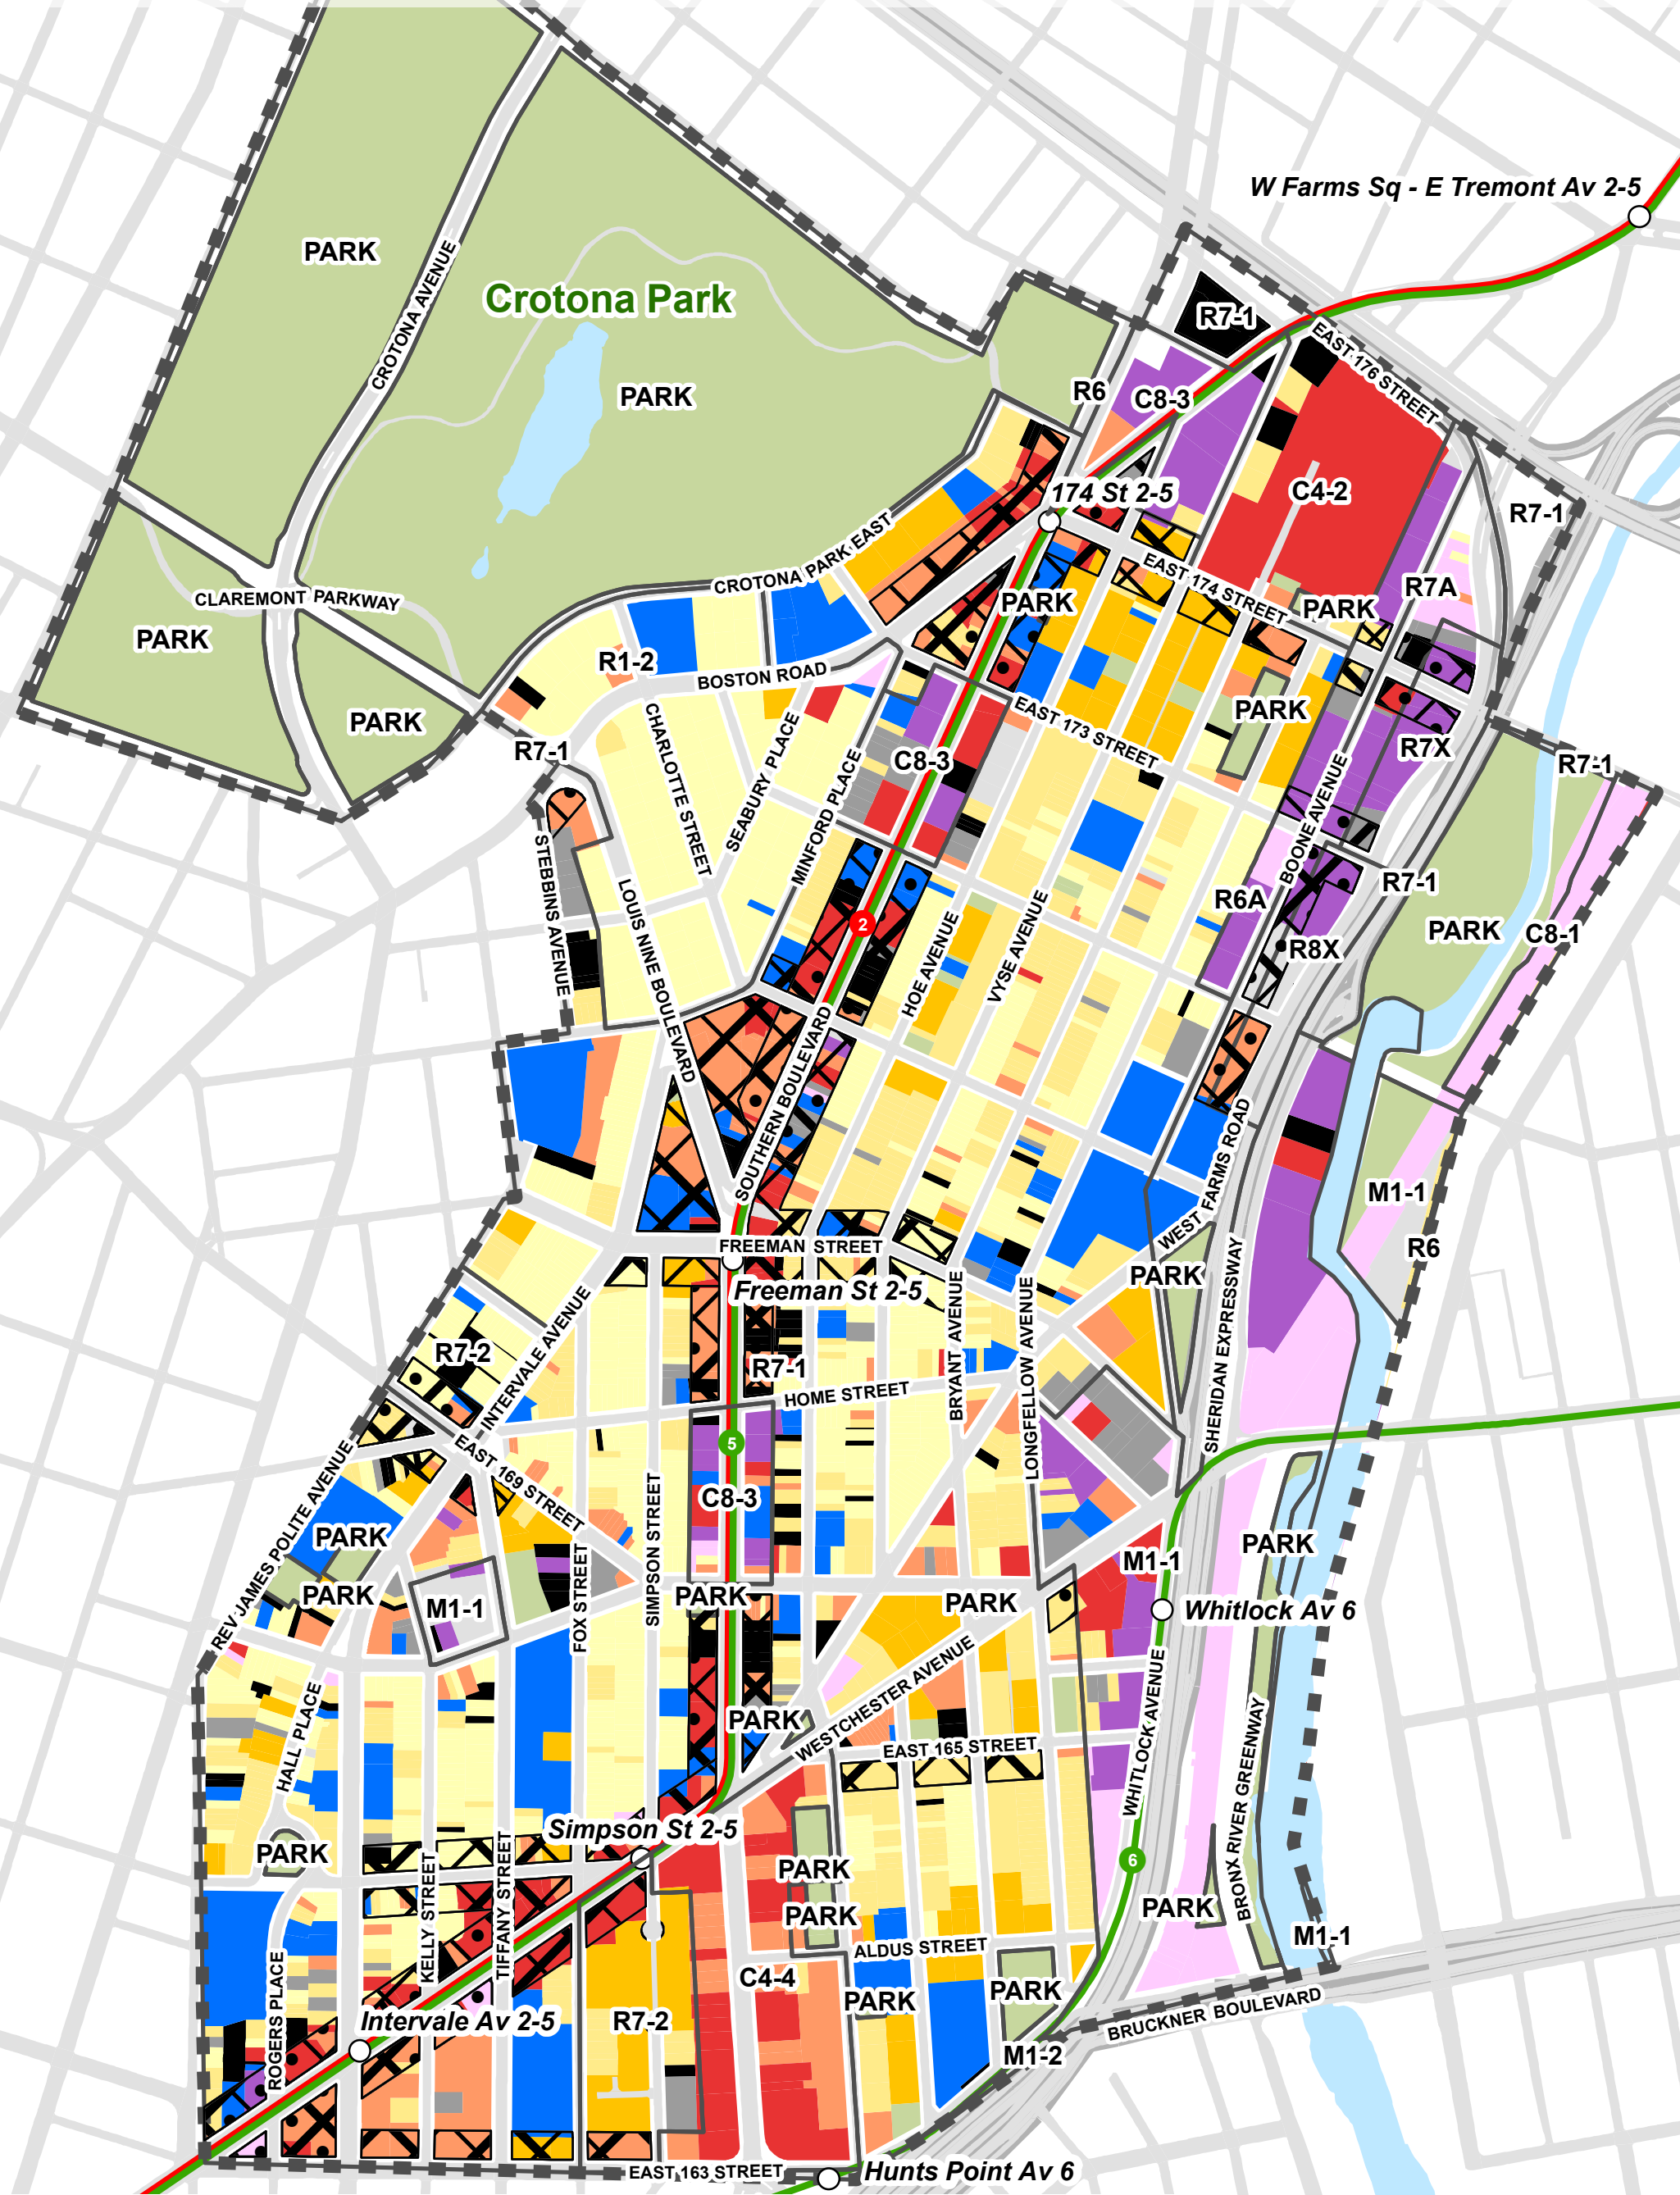 W Farms Sq - E Tremont Av 2-5
PARK
CROTONA AVENUE
Crotona Park
R7-1
EAST 176 STREET
PARK
R6
C8-3
174 St 2-5
C4-2
R7-1
CROTONA PARK EAST
EAST 174 STREET
CLAREMONT PARKWAY
PARK
PARK
R7A
PARK
R1-2
BOSTON ROAD
PARK
PARK
CHARLOTTE STREET
SEABURY PLACE
EAST 173 STREET
R7-1
MINFORD PLACE
C8-3
R7X
R7-1
BOONE AVENUE
STEBBINS AVENUE
LOUIS NINE BOULEVARD
R6A
R7-1
2
HOE AVENUE
VYSE AVENUE
R8X
PARK
C8-1
SOUTHERN BOULEVARD
WEST FARMS ROAD
M1-1
R6
FREEMAN STREET
PARK
Freeman St 2-5
INTERVALE AVENUE
BRYANT AVENUE
LONGFELLOW AVENUE
SHERIDAN EXPRESSWAY
R7-2
R7-1
HOME STREET
5
EAST 169 STREET
REV JAMES POLITE AVENUE
C8-3
SIMPSON STREET
PARK
PARK
M1-1
PARK
PARK
PARK
M1-1
FOX STREET
Whitlock Av 6
HALL PLACE
PARK
WESTCHESTER AVENUE
EAST 165 STREET
WHITLOCK AVENUE
BRONX RIVER GREENWAY
Simpson St 2-5
PARK
KELLY STREET
TIFFANY STREET
PARK
6
PARK
PARK
ALDUS STREET
M1-1
ROGERS PLACE
C4-4
PARK
PARK
Intervale Av 2-5
R7-2
BRUCKNER BOULEVARD
M1-2
EAST 163 STREET
Hunts Point Av 6